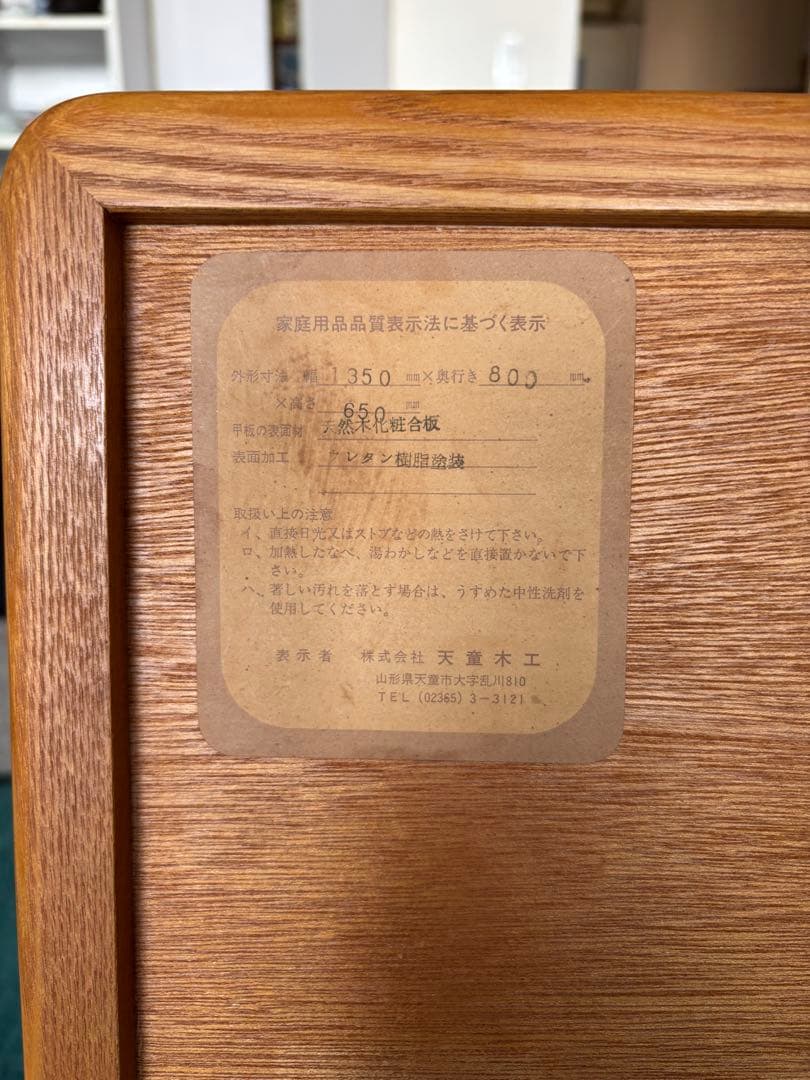 家庭用品品質表示法に基づく表示
外形寸法 幅 1350 mm×奥行き 800 mm
×高さ 650 mm
甲板の表面材 天然木化粧合板
表面加工 ウレタン樹脂塗装
取扱い上の注意
イ、直接日光又はストブなどの熱をさけて下さい。
ロ、加熱したなべ、湯わかしなどを直接置かないで下
さい。
ハ、著しい汚れを落とす場合は、うすめた中性洗剤を
使用してください。
表示者 株式会社 天童木工
山形県天童市大字乱川810
TEL (02365) 3-3121